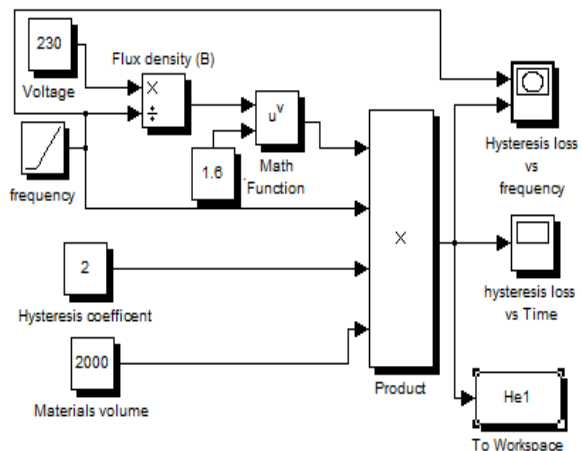 230
Voltage
Flux density (B)
X
÷
u^v
Math
Function
1.6
frequency
X
Product
2
Hysteresis coefficent
2000
Materials volume
Hysteresis loss
vs
frequency
hysteresis loss
vs Time
He1
To Workspace